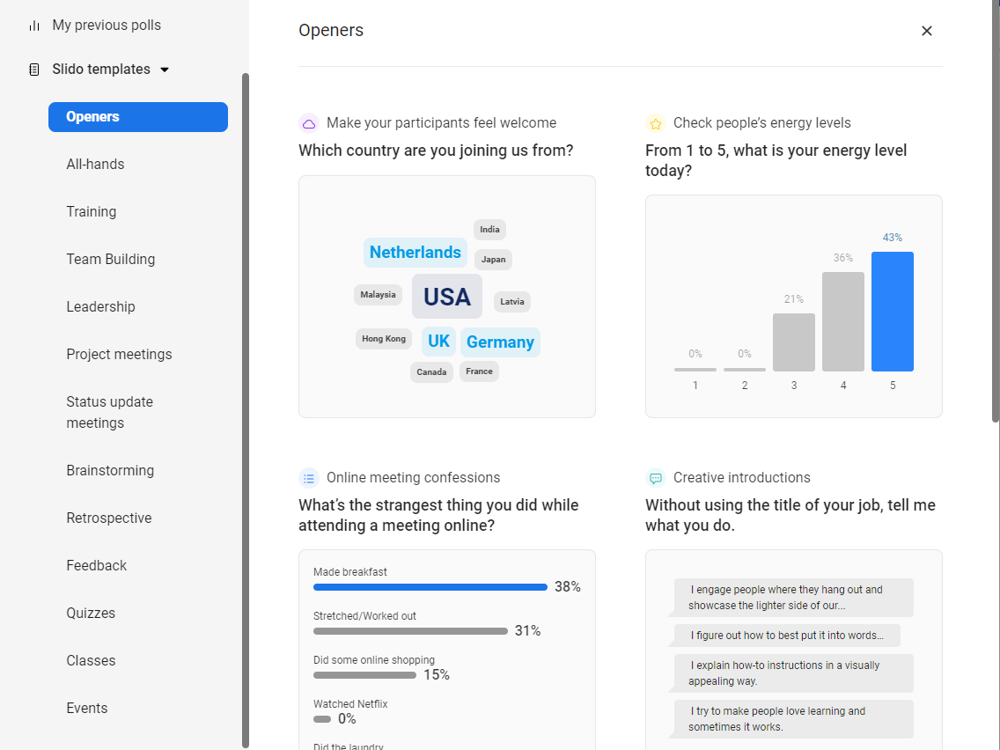 My previous polls
Slido templates
Openers
All-hands
Training
Team Building
Leadership
Project meetings
Status update
meetings
Brainstorming
Retrospective
Feedback
Quizzes
Classes
Events
Openers
Make your participants feel welcome
Which country are you joining us from?
India
Netherlands
Japan
Malaysia
USA
Latvia
Hong Kong
UK
Germany
Canada
France
Check people’s energy levels
From 1 to 5, what is your energy level
today?
43%
36%
21%
0%
0%
1 2 3 4 5
Online meeting confessions
What’s the strangest thing you did while
attending a meeting online?
Made breakfast
38%
Stretched/Worked out
31%
Did some online shopping
15%
Watched Netflix
0%
Did the laundry
Creative introductions
Without using the title of your job, tell me
what you do.
I engage people where they hang out and
showcase the lighter side of our...
I figure out how to best put it into words...
I explain how-to instructions in a visually
appealing way.
I try to make people love learning and
sometimes it works.